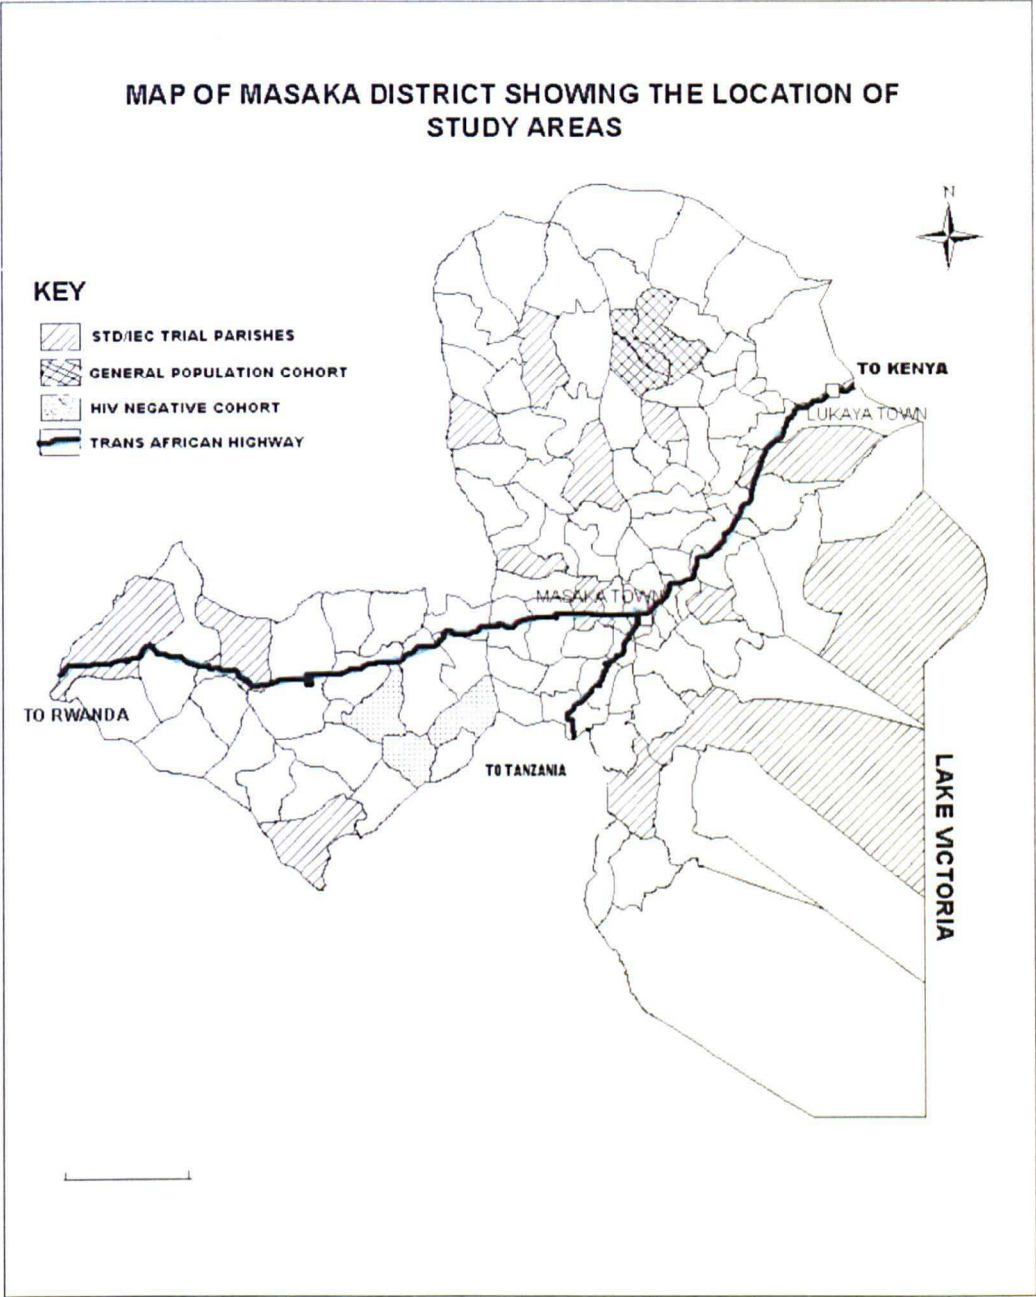 MAP OF MASAKA DISTRICT SHOWING THE LOCATION OF
STUDY AREAS
N
KEY
STD/IEC TRIAL PARISHES
GENERAL POPULATION COHORT
HIV NEGATIVE COHORT
TRANS AFRICAN HIGHWAY
TO KENYA
LUKAYA TOWN
MASAKA TOWN
TO RWANDA
TO TANZANIA
LAKE VICTORIA